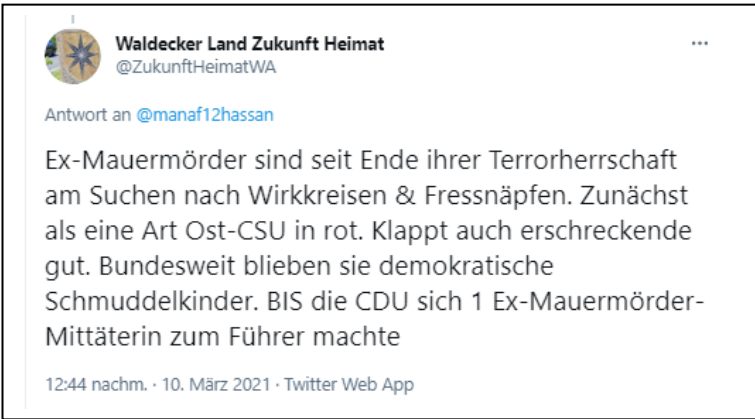 Waldecker Land Zukunft Heimat
@ZukunftHeimatWA
Antwort an @manaf12hassan
Ex-Mauermörder sind seit Ende ihrer Terrorherrschaft
am Suchen nach Wirkkreisen & Fressnäpfen. Zunächst
als eine Art Ost-CSU in rot. Klappt auch erschreckende
gut. Bundesweit blieben sie demokratische
Schmuddelkinder. BIS die CDU sich 1 Ex-Mauermörder-
Mittäterin zum Führer machte
12:44 nachm. · 10. März 2021 · Twitter Web App